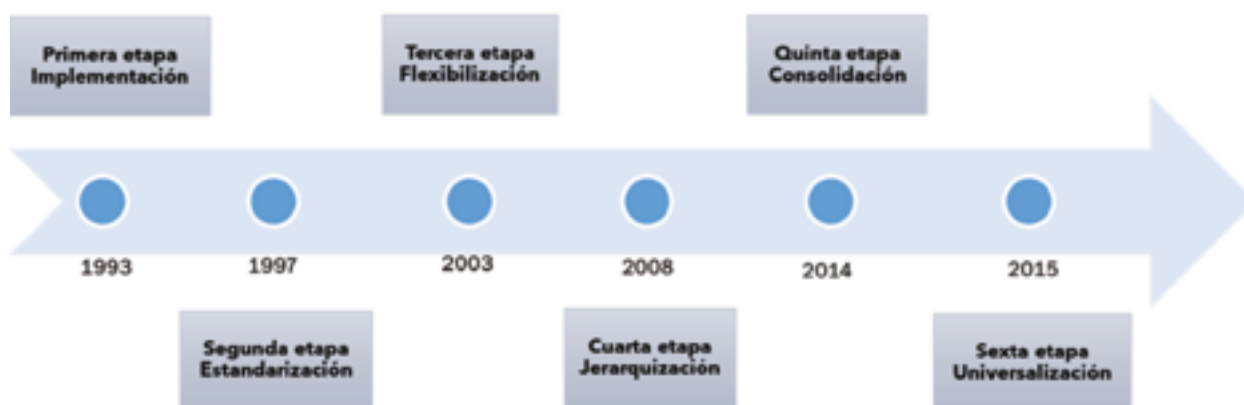 Primera etapa
Implementación
Tercera etapa
Flexibilización
Quinta etapa
Consolidación
1993
1997
2003
2008
2014
2015
Segunda etapa
Estandarización
Cuarta etapa
Jerarquización
Sexta etapa
Universalización